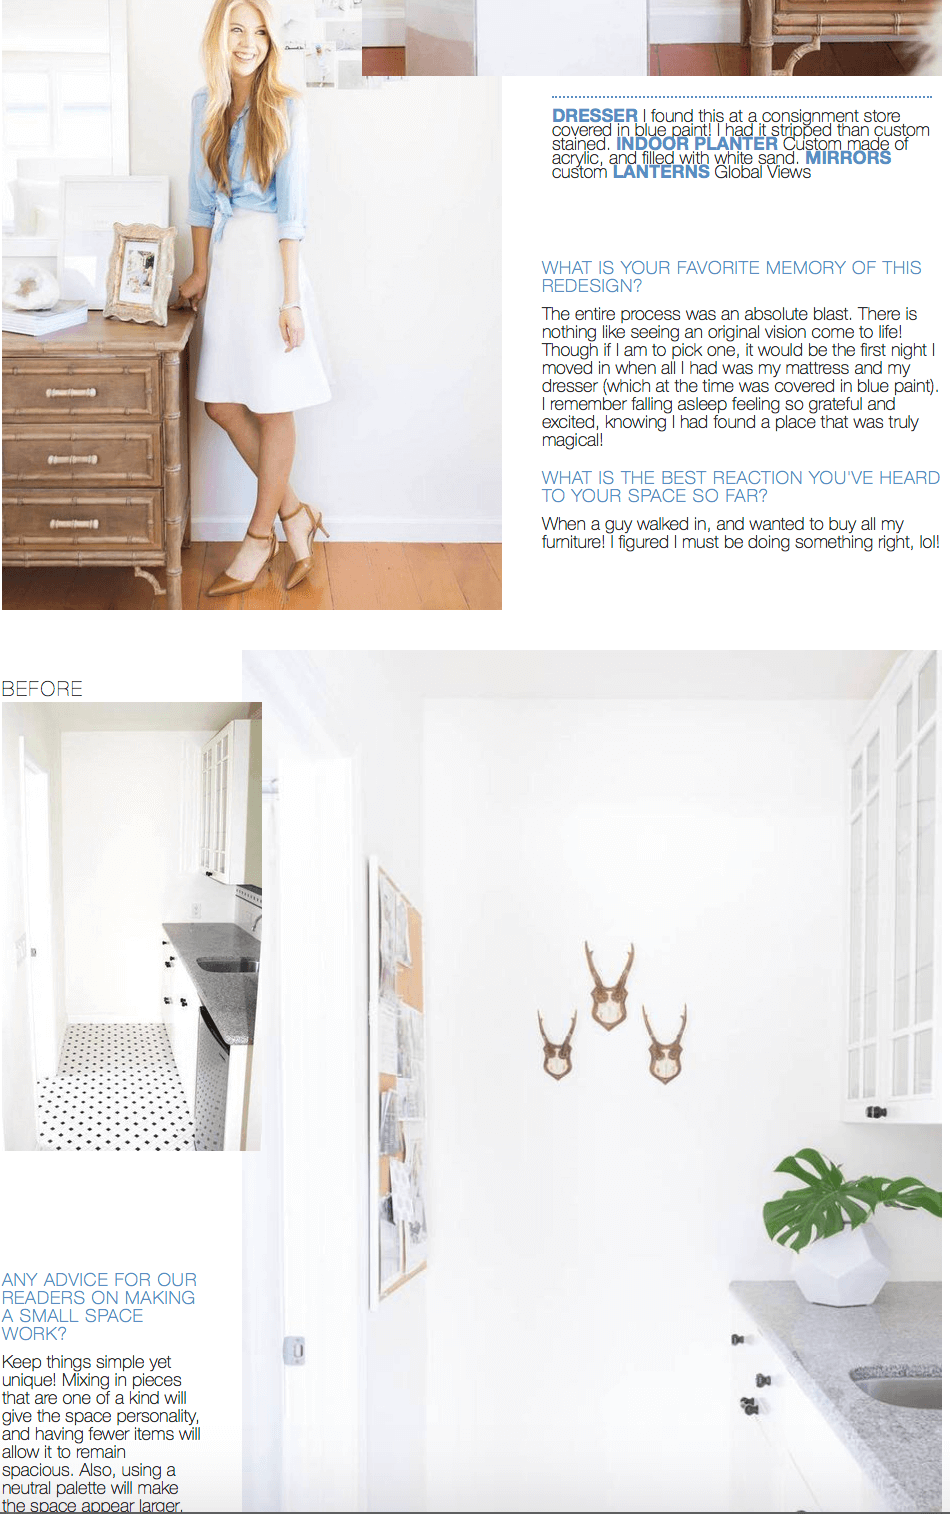 DRESSER I found this at a consignment store
covered in blue paint! I had it stripped than custom
stained. INDOOR PLANTER Custom made of
acrylic, and filled with white sand. MIRRORS
custom LANTERNS Global Views
WHAT IS YOUR FAVORITE MEMORY OF THIS
REDESIGN?
The entire process was an absolute blast. There is
nothing like seeing an original vision come to life!
Though if I am to pick one, it would be the first night I
moved in when all I had was my mattress and my
dresser (which at the time was covered in blue paint).
I remember falling asleep feeling so grateful and
excited, knowing I had found a place that was truly
magical!
WHAT IS THE BEST REACTION YOU'VE HEARD
TO YOUR SPACE SO FAR?
When a guy walked in, and wanted to buy all my
furniture! I figured I must be doing something right, lol!
BEFORE
ANY ADVICE FOR OUR
READERS ON MAKING
A SMALL SPACE
WORK?
Keep things simple yet
unique! Mixing in pieces
that are one of a kind will
give the space personality,
and having fewer items will
allow it to remain
spacious. Also, using a
neutral palette will make
the space appear larger.